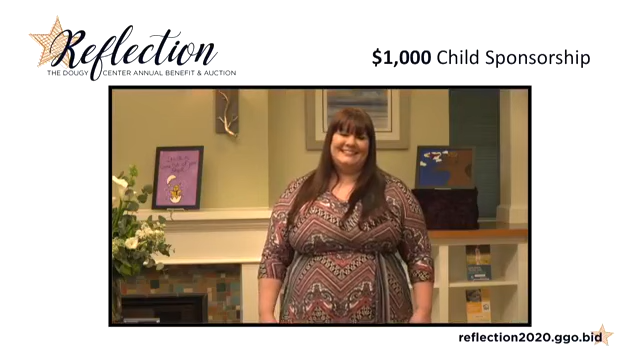 Reflection
THE DOUGY CENTER ANNUAL BENEFIT & AUCTION
$1,000 Child Sponsorship
reflection2020.ggo.bid